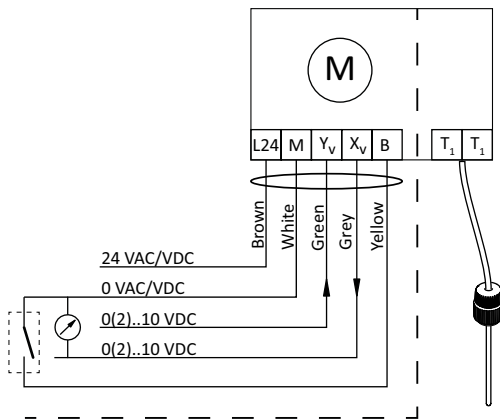 M
L24 M Yv Xv B T1 T1
Brown
White
Green
Grey
Yellow
24 VAC/VDC
0 VAC/VDC
0(2)..10 VDC
0(2)..10 VDC